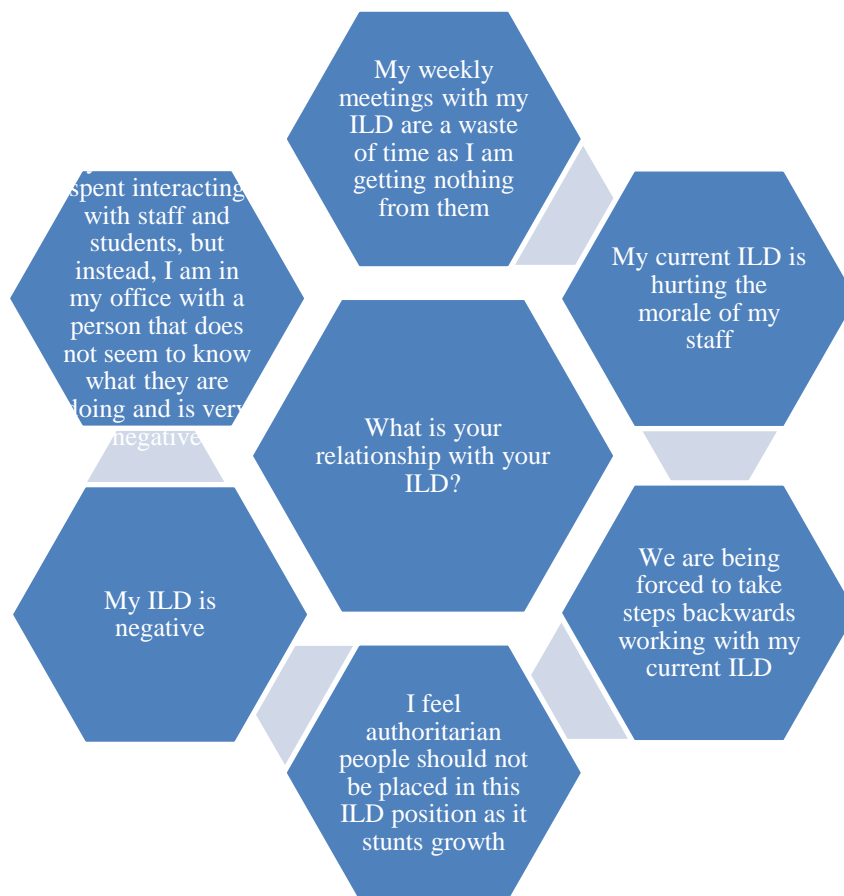 My weekly
meetings with my
ILD are a waste
of time as I am
getting nothing
from them
My current ILD is
hurting the
morale of my
staff
We are being
forced to take
steps backwards
working with my
current ILD
I feel
authoritarian
people should not
be placed in this
ILD position as it
stunts growth
My ILD is
negative
spent interacting
with staff and
students, but
instead, I am in
my office with a
person that does
not seem to know
what they are
doing and is very
negative
What is your
relationship with your
ILD?